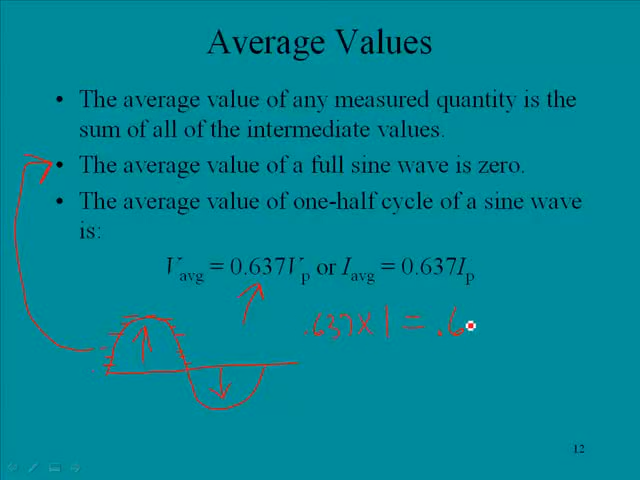 Average Values
• The average value of any measured quantity is the
sum of all of the intermediate values.
• The average value of a full sine wave is zero.
• The average value of one-half cycle of a sine wave
is:
Vavg = 0.637Vp or Iavg = 0.637Ip
.637 x 1 = .6
12